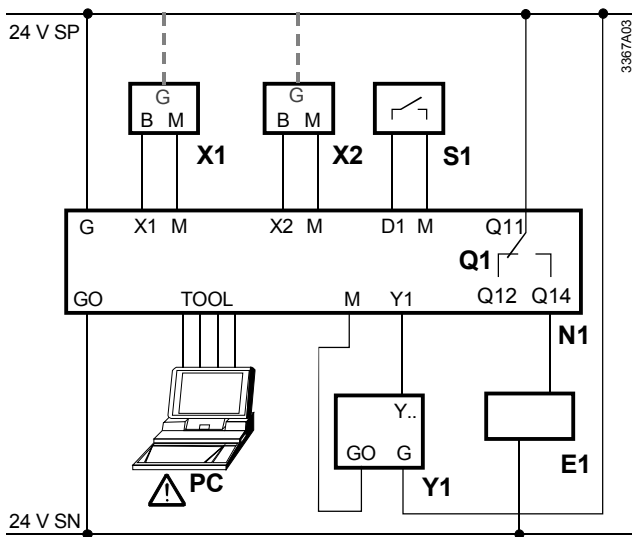 24 V SP
3367A03
G
G
B M
B M
X1
X2
S1
G X1 M X2 M D1 M Q11
Q1
GO TOOL M Y1 Q12 Q14
N1
Y..
GO G
Y1
E1
PC
24 V SN